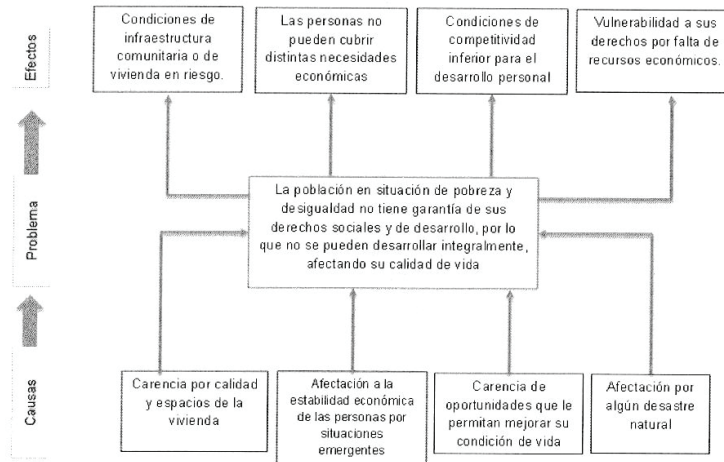 Efectos
Condiciones de
infraestructura
comunitaria o de
vivienda en riesgo.
Las personas no
pueden cubrir
distintas necesidades
económicas
Condiciones de
competitividad
inferior para el
desarrollo personal
Vulnerabilidad a sus
derechos por falta de
recursos económicos.
Problema
La población en situación de pobreza y
desigualdad no tiene garantía de sus
derechos sociales y de desarrollo, por lo
que no se pueden desarrollar integralmente,
afectando su calidad de vida
Causas
Carencia por calidad
y espacios de la
vivienda
Afectación a la
estabilidad económica
de las personas por
situaciones
emergentes
Carencia de
oportunidades que le
permitan mejorar su
condición de vida
Afectación por
algún desastre
natural